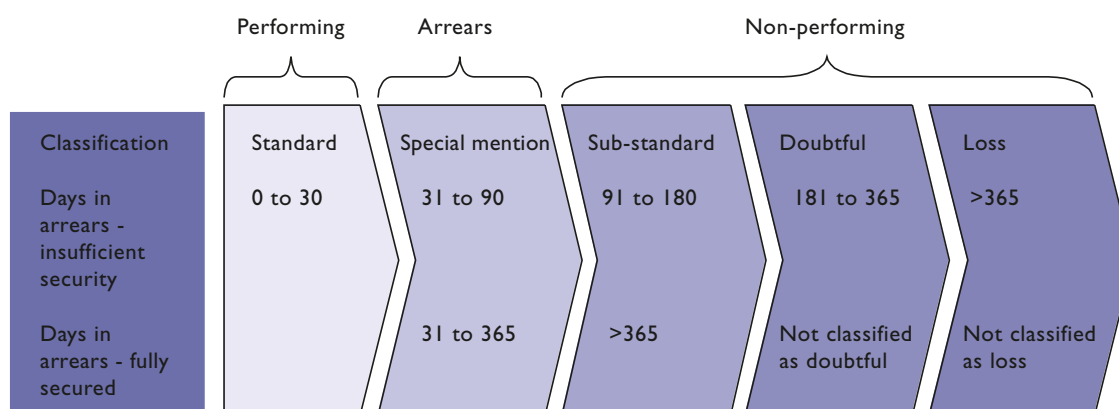 Performing Arrears Non-performing
Classification Standard Special mention Sub-standard Doubtful Loss
Days in 0 to 30 31 to 90 91 to 180 181 to 365 >365
arrears -
insufficient
security
Days in 31 to 365 >365 Not classified Not classified
arrears - fully as doubtful as loss
secured